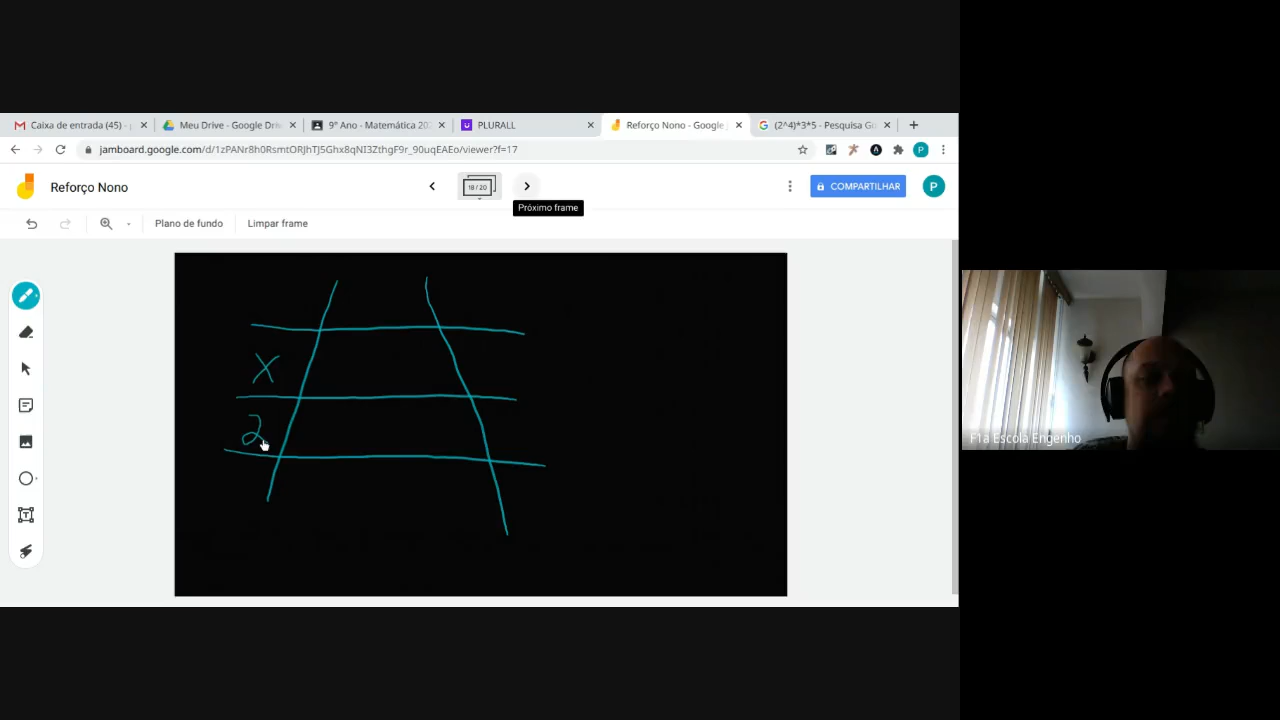 Caixa de entrada (45) -
Meu Drive - Google Dri
9º Ano - Matemática 20
PLURALL
Reforço Nono - Google
(2^4)*3*5 - Pesquisa Go
jamboard.google.com/d/1zPANr8h0RsmtORJhTJ5Ghx8qNI3ZthgF9r_90uqEAEo/viewer?f=17
P
Reforço Nono
18 / 20
COMPARTILHAR
P
Próximo frame
Plano de fundo
Limpar frame
x
2
F1a Escola Engenho